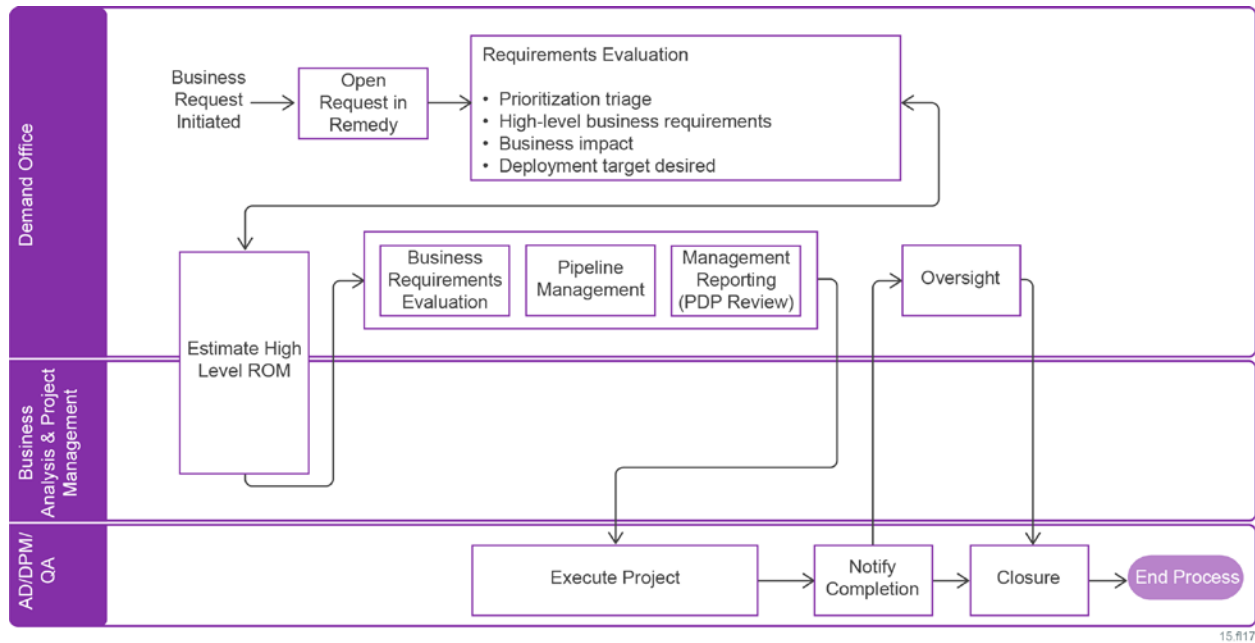 Demand Office
Business
Request
Initiated
Open
Request in
Remedy
Requirements Evaluation
• Prioritization triage
• High-level business requirements
• Business impact
• Deployment target desired
Estimate High
Level ROM
Business
Requirements
Evaluation
Pipeline
Management
Management
Reporting
(PDP Review)
Oversight
Business
Analysis & Project
Management
AD/DPM/
QA
Execute Project
Notify
Completion
Closure
End Process
15.fl17